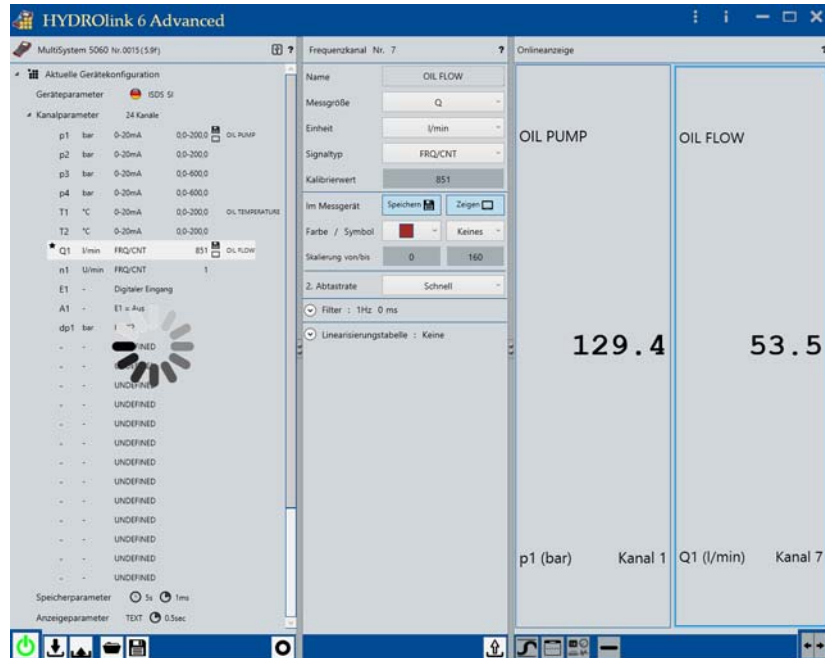 HYDROlink 6 Advanced
MultiSystem 5060 Nr.0015(5.9f)
?
Aktuelle Gerätekonfiguration
Geräteparameter ISDS SI
Kanalparameter 24 Kanäle
p1 bar 0-20mA 0,0-200,0 OIL PUMP
p2 bar 0-20mA 0,0-200,0
p3 bar 0-20mA 0,0-600,0
p4 bar 0-20mA 0,0-600,0
T1 °C 0-20mA 0,0-200,0 OIL TEMPERATURE
T2 °C 0-20mA 0,0-200,0
Q1 l/min FRQ/CNT 851 OIL FLOW
n1 U/min FRQ/CNT 1
E1 - Digitaler Eingang
A1 - E1 = Aus
dp1 bar
- -
- -
- - UNDEFINED
- - UNDEFINED
- - UNDEFINED
- - UNDEFINED
- - UNDEFINED
- - UNDEFINED
- - UNDEFINED
- - UNDEFINED
- - UNDEFINED
- - UNDEFINED
- - UNDEFINED
Speicherparameter 5s 1ms
Anzeigeparameter TEXT 0.5sec
Frequenzkanal Nr. 7 ?
Name OIL FLOW
Messgröße Q
Einheit l/min
Signaltyp FRQ/CNT
Kalibrierwert 851
Im Messgerät Speichern Zeigen
Farbe / Symbol Keines
Skalierung von/bis 0 160
2. Abtastrate Schnell
Filter : 1Hz 0 ms
Linearisierungstabelle : Keine
Onlineanzeige
OIL PUMP
129.4
p1 (bar) Kanal 1
OIL FLOW
53.5
Q1 (l/min) Kanal 7